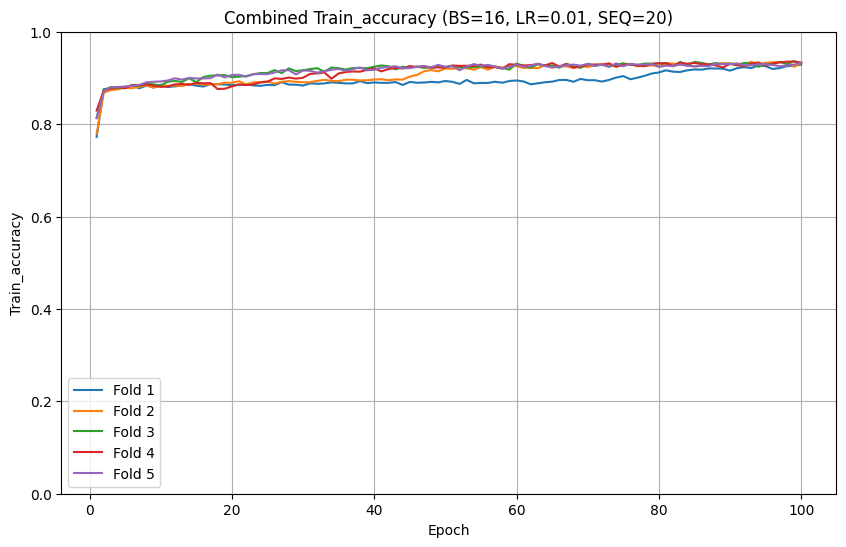 Combined Train_accuracy (BS=16, LR=0.01, SEQ=20)
Train_accuracy
1.0
0.8
0.6
0.4
0.2
0.0
Fold 1
Fold 2
Fold 3
Fold 4
Fold 5
0
20
40
60
80
100
Epoch